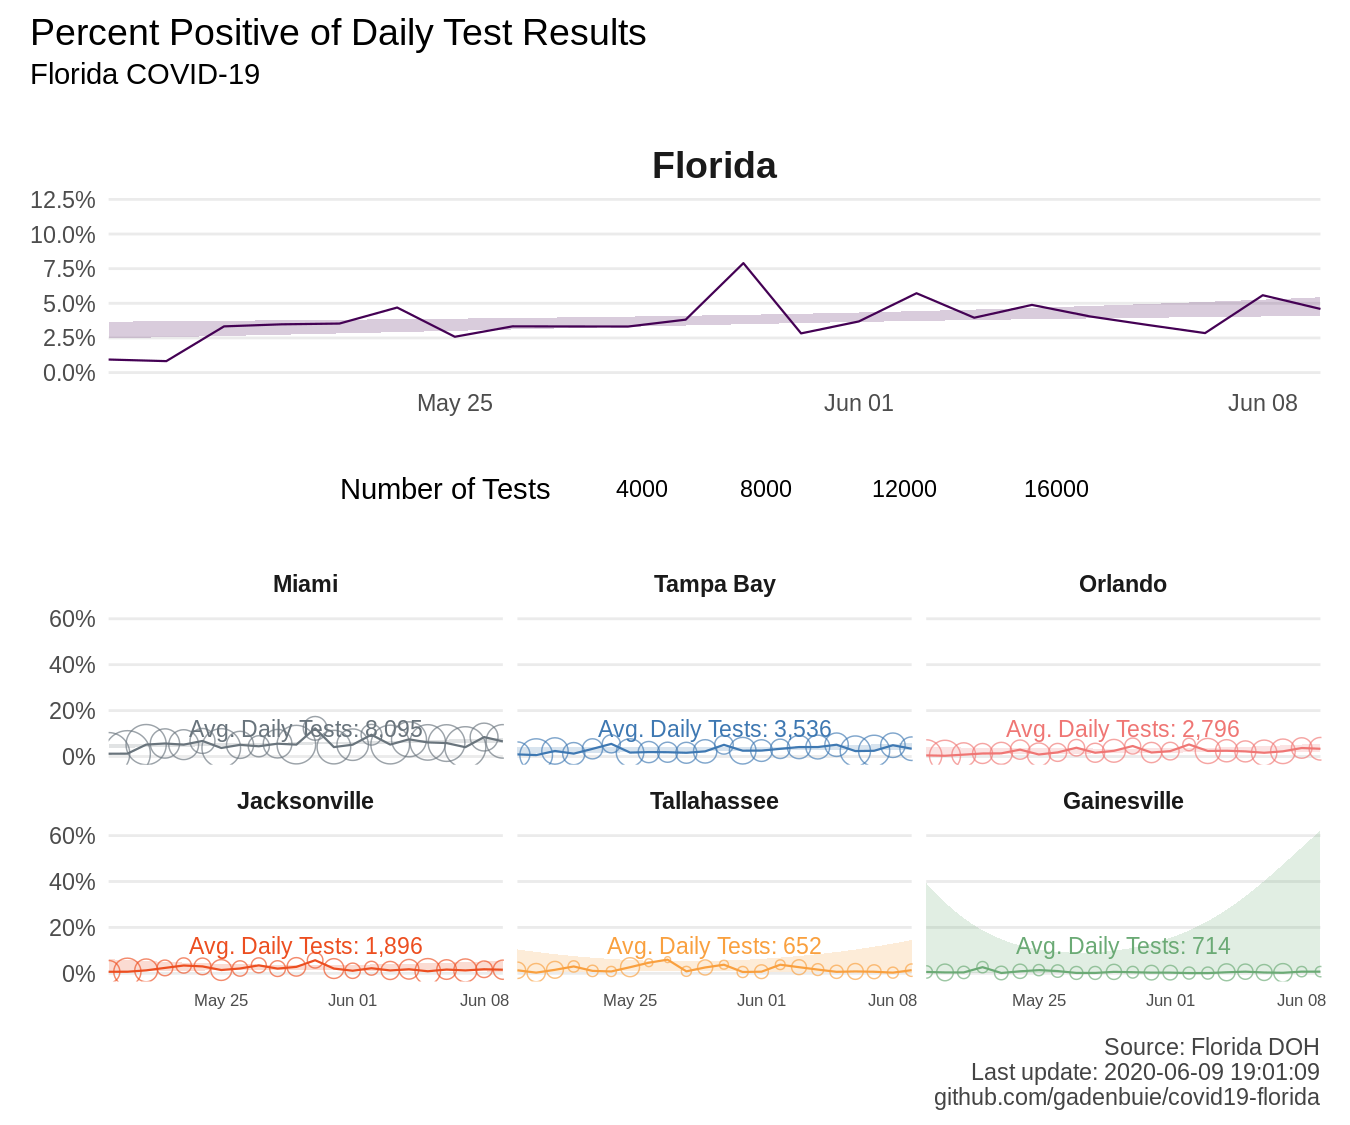 Percent Positive of Daily Test Results
Florida COVID-19
Florida
12.5%
10.0%
7.5%
5.0%
2.5%
0.0%
May 25 Jun 01 Jun 08
Number of Tests 4000 8000 12000 16000
Miami Tampa Bay Orlando
60%
40%
20%
Avg. Daily Tests: 8,095 Avg. Daily Tests: 3,536 Avg. Daily Tests: 2,796
0%
Jacksonville Tallahassee Gainesville
60%
40%
20%
Avg. Daily Tests: 1,896 Avg. Daily Tests: 652 Avg. Daily Tests: 714
0%
May 25 Jun 01 Jun 08 May 25 Jun 01 Jun 08 May 25 Jun 01 Jun 08
Source: Florida DOH
Last update: 2020-06-09 19:01:09
github.com/gadenbuie/covid19-florida